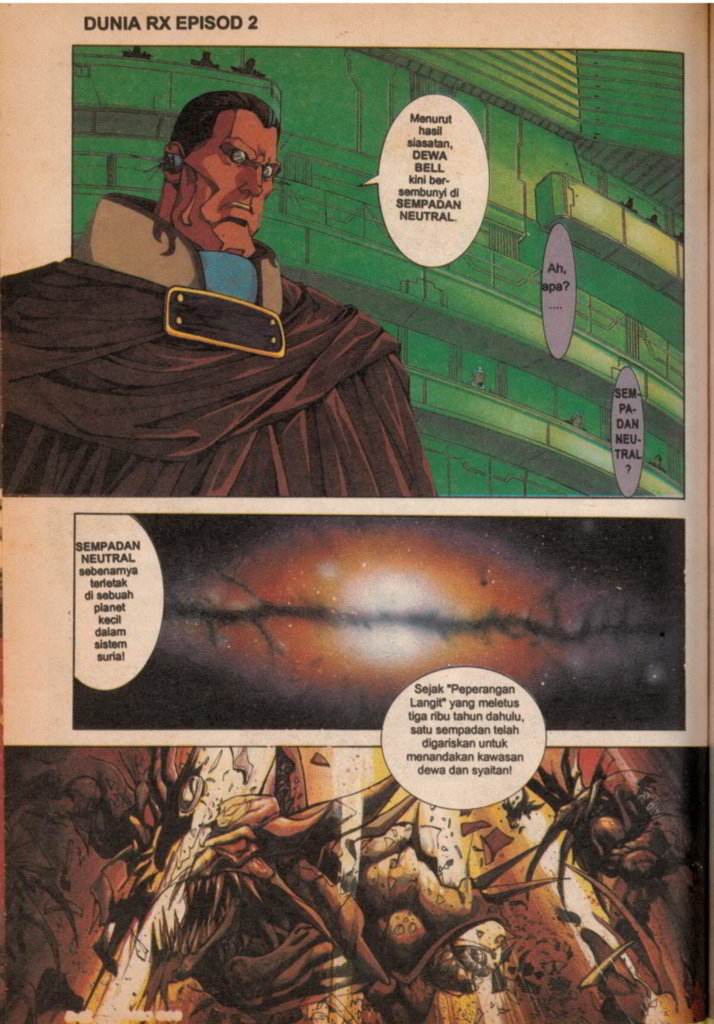 DUNIA RX EPISOD 2
Menurut
hasil
siasatan,
DEWA
BELL
kini ber-
sembunyi di
SEMPADAN
NEUTRAL.
Ah,
apa?
....
SEM-
PA-
DAN
NEU-
TRAL
?
SEMPADAN
NEUTRAL
sebenarnya
terletak
di sebuah
planet
kecil
dalam
sistem
suria!
Sejak "Peperangan
Langit" yang meletus
tiga ribu tahun dahulu,
satu sempadan telah
digariskan untuk
menandakan kawasan
dewa dan syaitan!